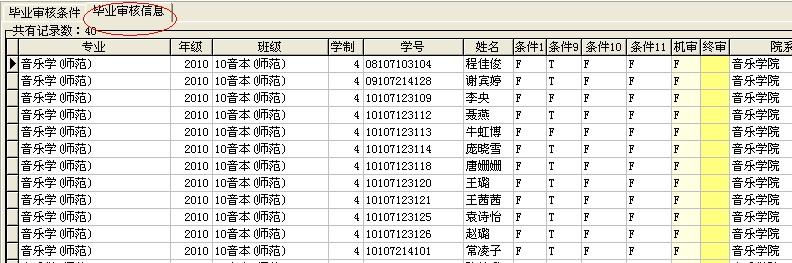 毕业审核条件 毕业审核信息
共有记录数：40
专业 年级 班级 学制 学号 姓名 条件1 条件9 条件10 条件11 机审 终审 院系
音乐学(师范) 2010 10音本(师范) 4 08107103104 程佳俊 F T F F F 音乐学院
音乐学(师范) 2010 10音本(师范) 4 09107214128 谢宾婷 F T F F F 音乐学院
音乐学(师范) 2010 10音本(师范) 4 10107123109 李央 F T F F F 音乐学院
音乐学(师范) 2010 10音本(师范) 4 10107123112 聂燕 F T F F F 音乐学院
音乐学(师范) 2010 10音本(师范) 4 10107123113 牛虹博 F T F F F 音乐学院
音乐学(师范) 2010 10音本(师范) 4 10107123114 庞晓雪 F T F F F 音乐学院
音乐学(师范) 2010 10音本(师范) 4 10107123118 唐姗姗 F T F F F 音乐学院
音乐学(师范) 2010 10音本(师范) 4 10107123120 王璐 F T F F F 音乐学院
音乐学(师范) 2010 10音本(师范) 4 10107123121 王茜茜 F T F F F 音乐学院
音乐学(师范) 2010 10音本(师范) 4 10107123125 袁诗怡 F T F F F 音乐学院
音乐学(师范) 2010 10音本(师范) 4 10107123126 赵璐 F T F F F 音乐学院
音乐学(师范) 2010 10音本(师范) 4 10107214101 常凌子 F T F F F 音乐学院